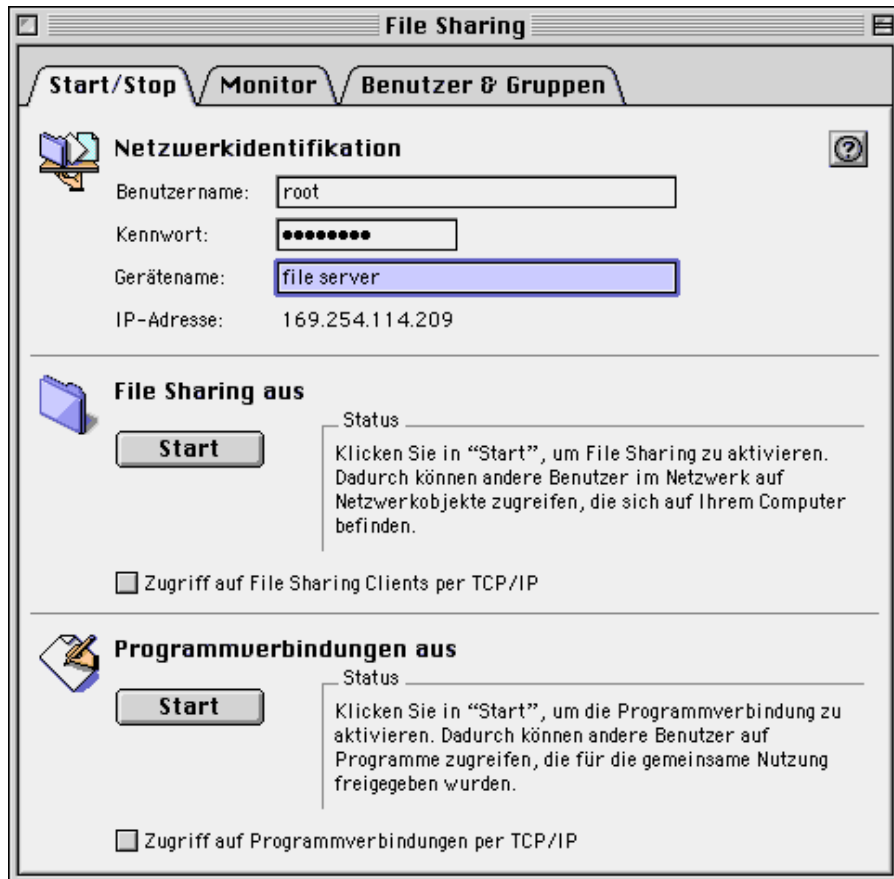 File Sharing
Start/Stop
Monitor
Benutzer & Gruppen
Netzwerkidentifikation
Benutzername: root
Kennwort: ••••••••
Gerätename: file server
IP-Adresse: 169.254.114.209
File Sharing aus
Start
Status
Klicken Sie in “Start”, um File Sharing zu aktivieren.
Dadurch können andere Benutzer im Netzwerk auf
Netzwerkobjekte zugreifen, die sich auf Ihrem Computer
befinden.
Zugriff auf File Sharing Clients per TCP/IP
Programmverbindungen aus
Start
Status
Klicken Sie in “Start”, um die Programmverbindung zu
aktivieren. Dadurch können andere Benutzer auf
Programme zugreifen, die für die gemeinsame Nutzung
freigegeben wurden.
Zugriff auf Programmverbindungen per TCP/IP